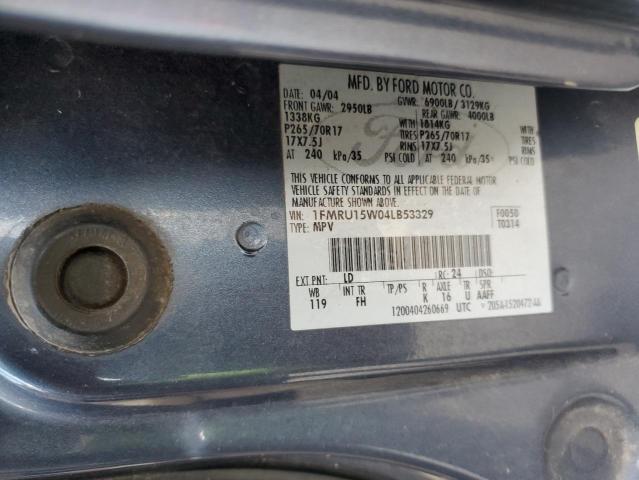 MFD. BY FORD MOTOR CO.
DATE: 04/04 GVWR: 6900LB/ 3129KG
FRONT GAWR: 2950LB REAR GAWR: 4000LB
1338KG WITH 1814KG WITH
P265/70R17 TIRES P265/70R17 TIRES
17X7.5J RIMS 17X7.5J RIMS
AT 240 kPa/35 PSI COLD AT 240 kPa/35 PSI COLD
THIS VEHICLE CONFORMS TO ALL APPLICABLE FEDERAL MOTOR
VEHICLE SAFETY STANDARDS IN EFFECT ON THE DATE OF
MANUFACTURE SHOWN ABOVE.
VIN: 1FMRU15W04LB53329 F0050
TYPE: MPV T0314
EXT PNT: LD RC: 24 DSO:
WB INT TR TP/PS R AXLE TR SPR
119 FH K 16 U AAFF
1200404260669 UTC
Ford